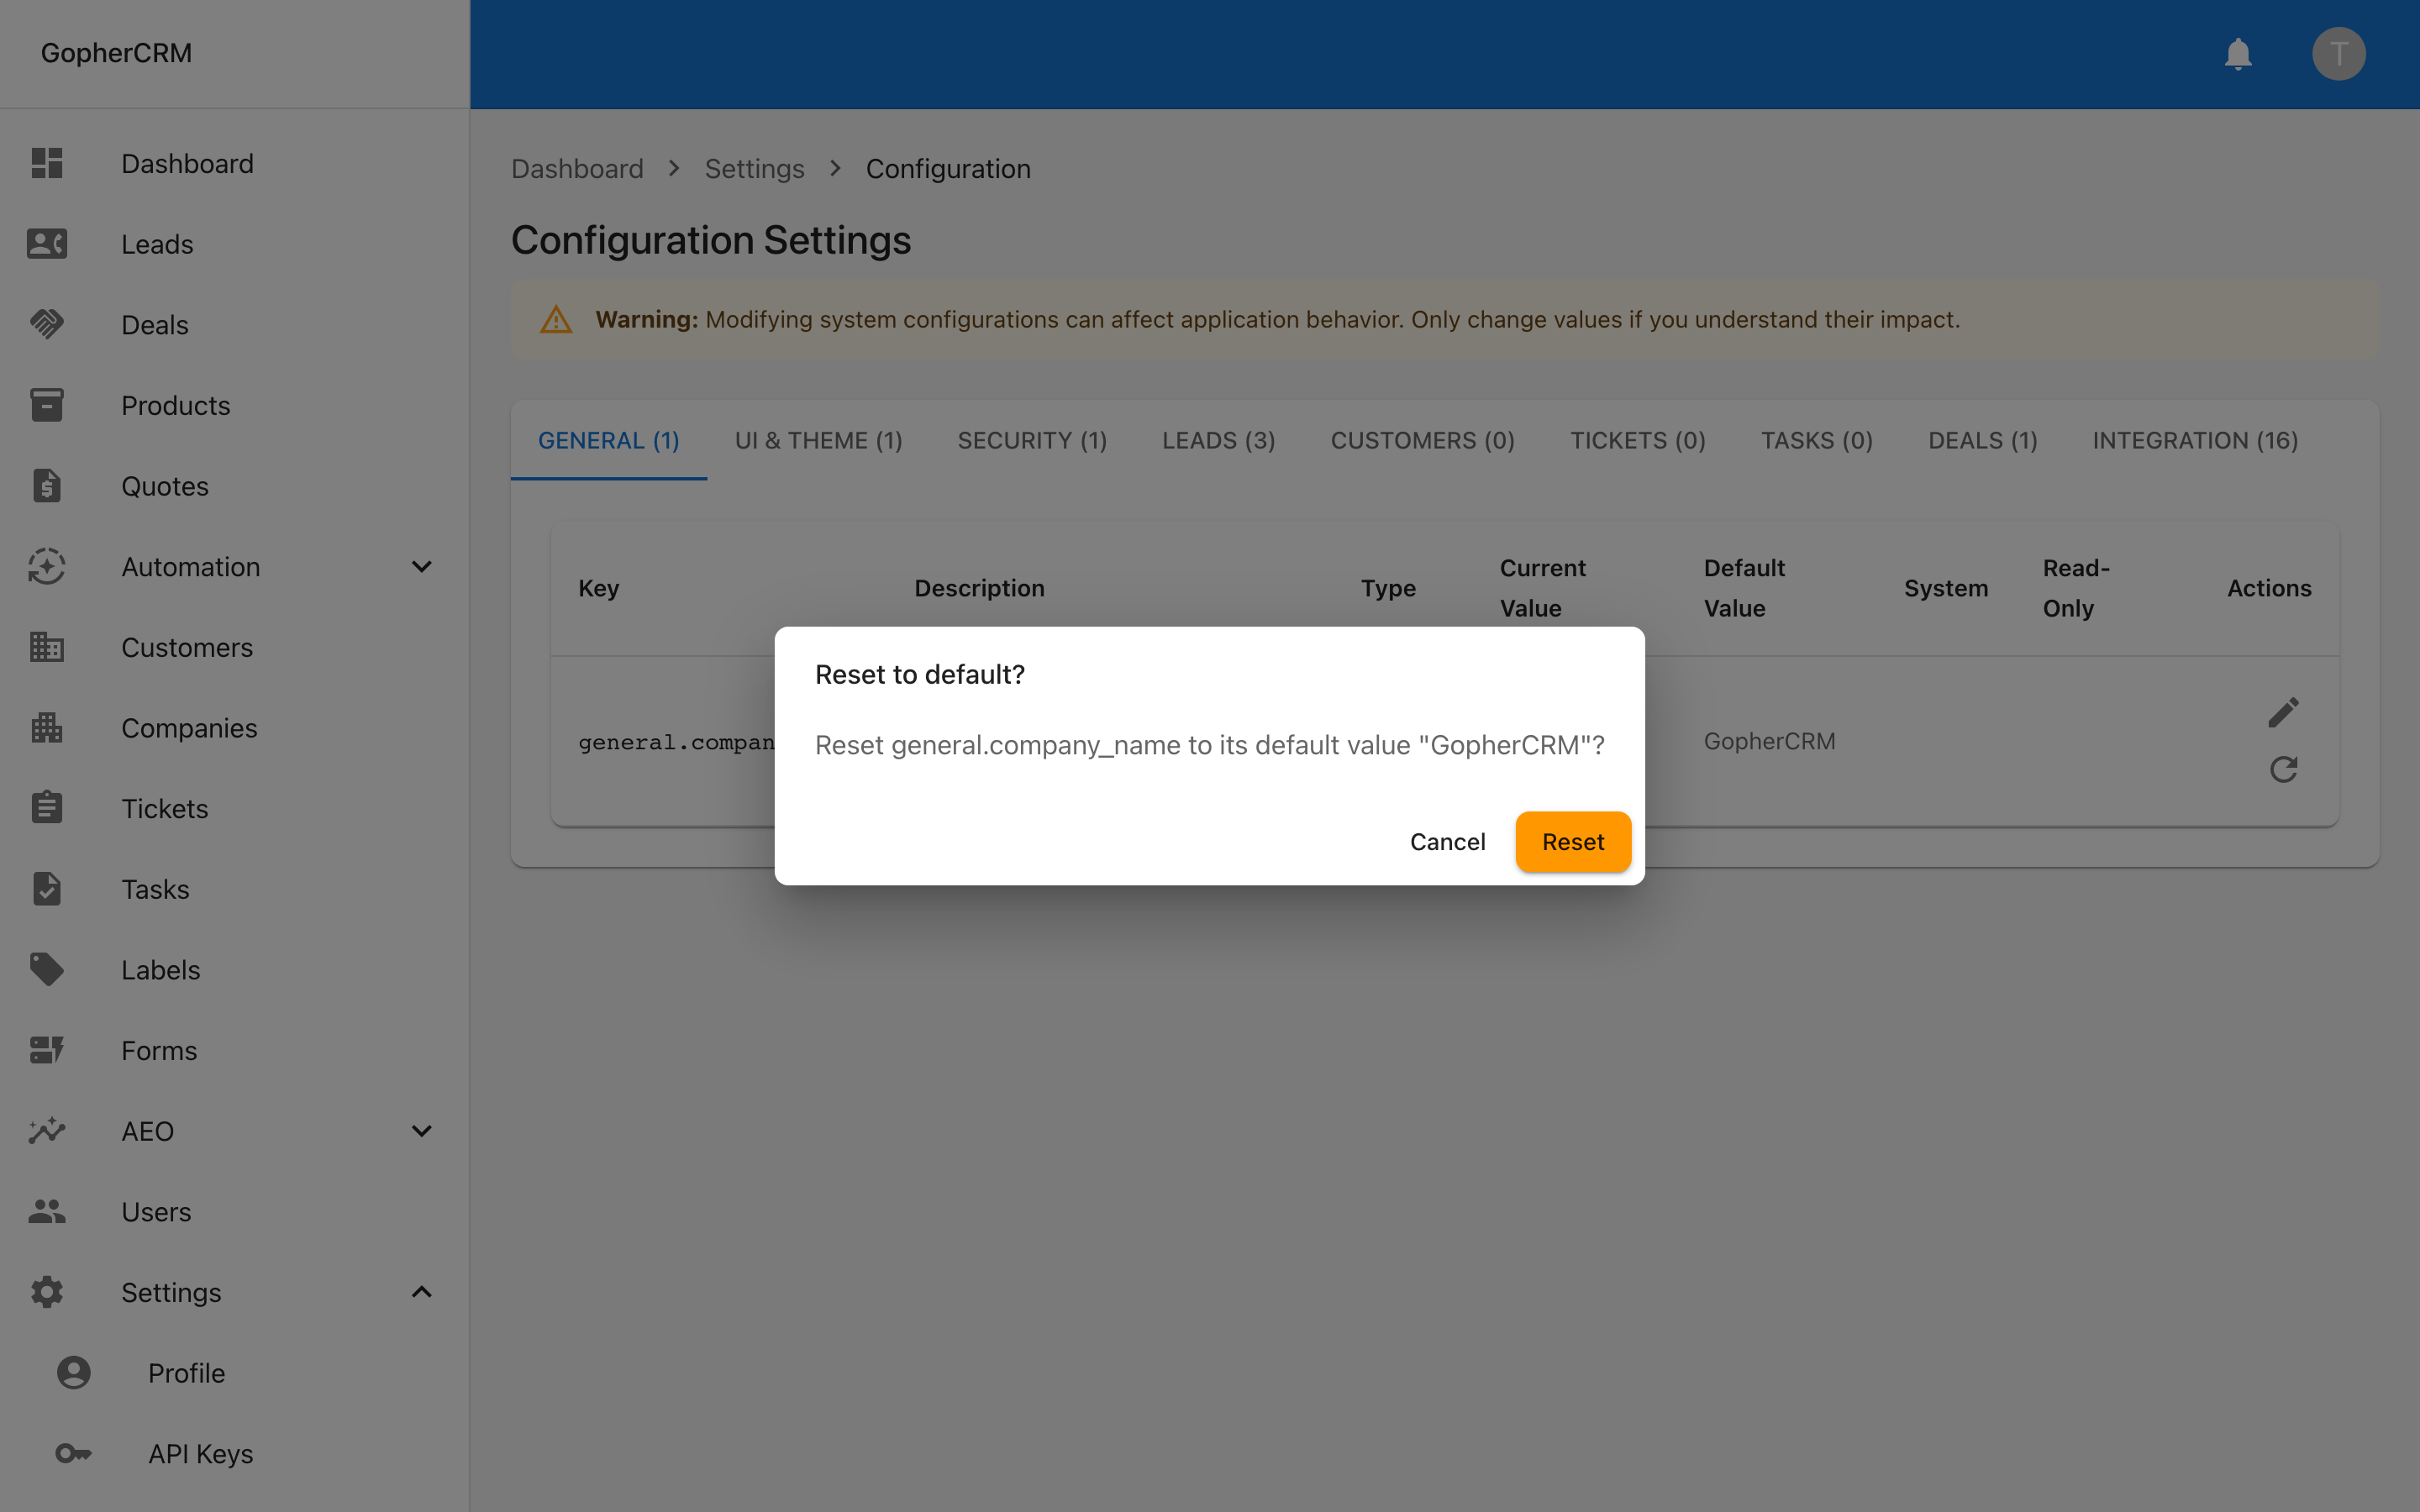 GopherCRM
T
Dashboard
Leads
Deals
Products
Quotes
Automation
Customers
Companies
Tickets
Tasks
Labels
Forms
AEO
Users
Settings
Profile
API Keys
Dashboard > Settings > Configuration
Configuration Settings
Warning: Modifying system configurations can affect application behavior. Only change values if you understand their impact.
GENERAL (1) UI & THEME (1) SECURITY (1) LEADS (3) CUSTOMERS (0) TICKETS (0) TASKS (0) DEALS (1) INTEGRATION (16)
Key Description Type Current Value Default Value System Read-Only Actions
general.compan
GopherCRM
Reset to default?
Reset general.company_name to its default value "GopherCRM"?
Cancel Reset